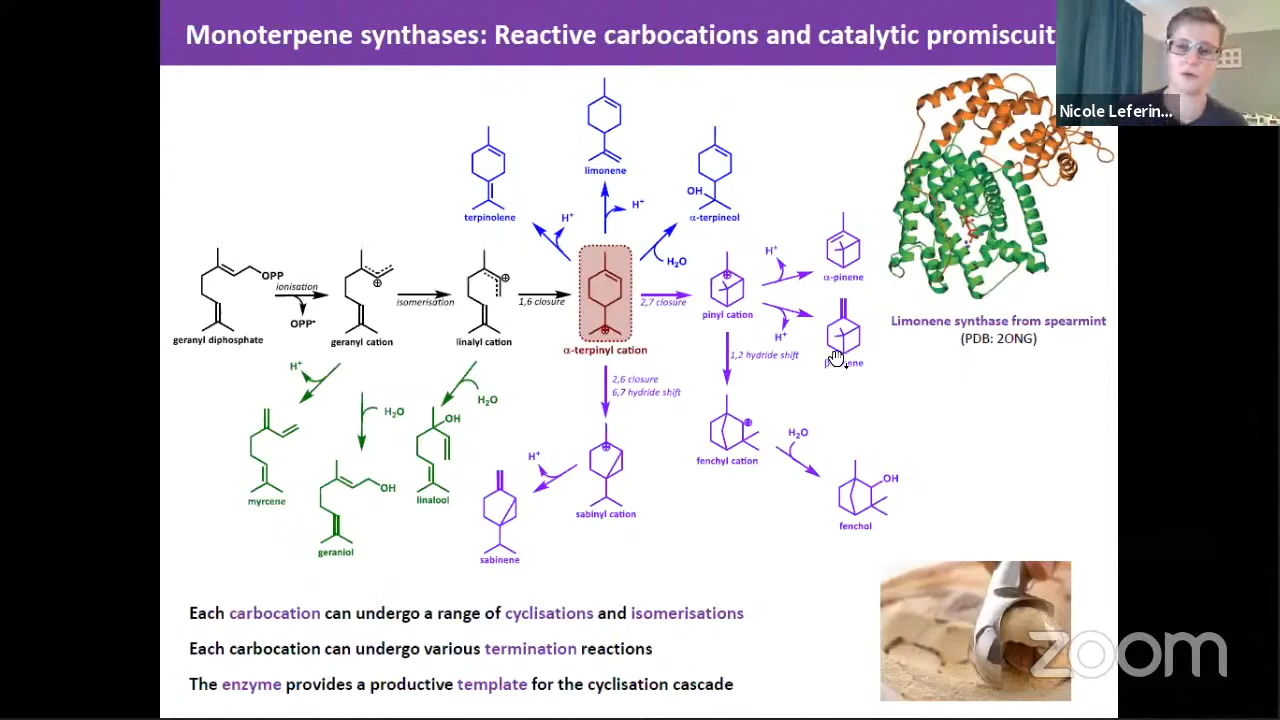 Monoterpene synthases: Reactive carbocations and catalytic promiscuit
Nicole Leferin...
limonene
terpinolene
H⁺
H⁺
OH
α-terpineol
H₂O
OPP
ionisation
OPP⁻
geranyl diphosphate
geranyl cation
isomerisation
linalyl cation
1,6 closure
α-terpinyl cation
2,7 closure
pinyl cation
H⁺
α-pinene
H⁺
ene
1,2 hydride shift
Limonene synthase from spearmint
(PDB: 2ONG)
H⁺
myrcene
H₂O
OH
geraniol
H₂O
OH
linalool
2,6 closure
6,7 hydride shift
H⁺
sabinyl cation
sabinene
fenchyl cation
H₂O
OH
fenchol
Each carbocation can undergo a range of cyclisations and isomerisations
Each carbocation can undergo various termination reactions
The enzyme provides a productive template for the cyclisation cascade
zoom